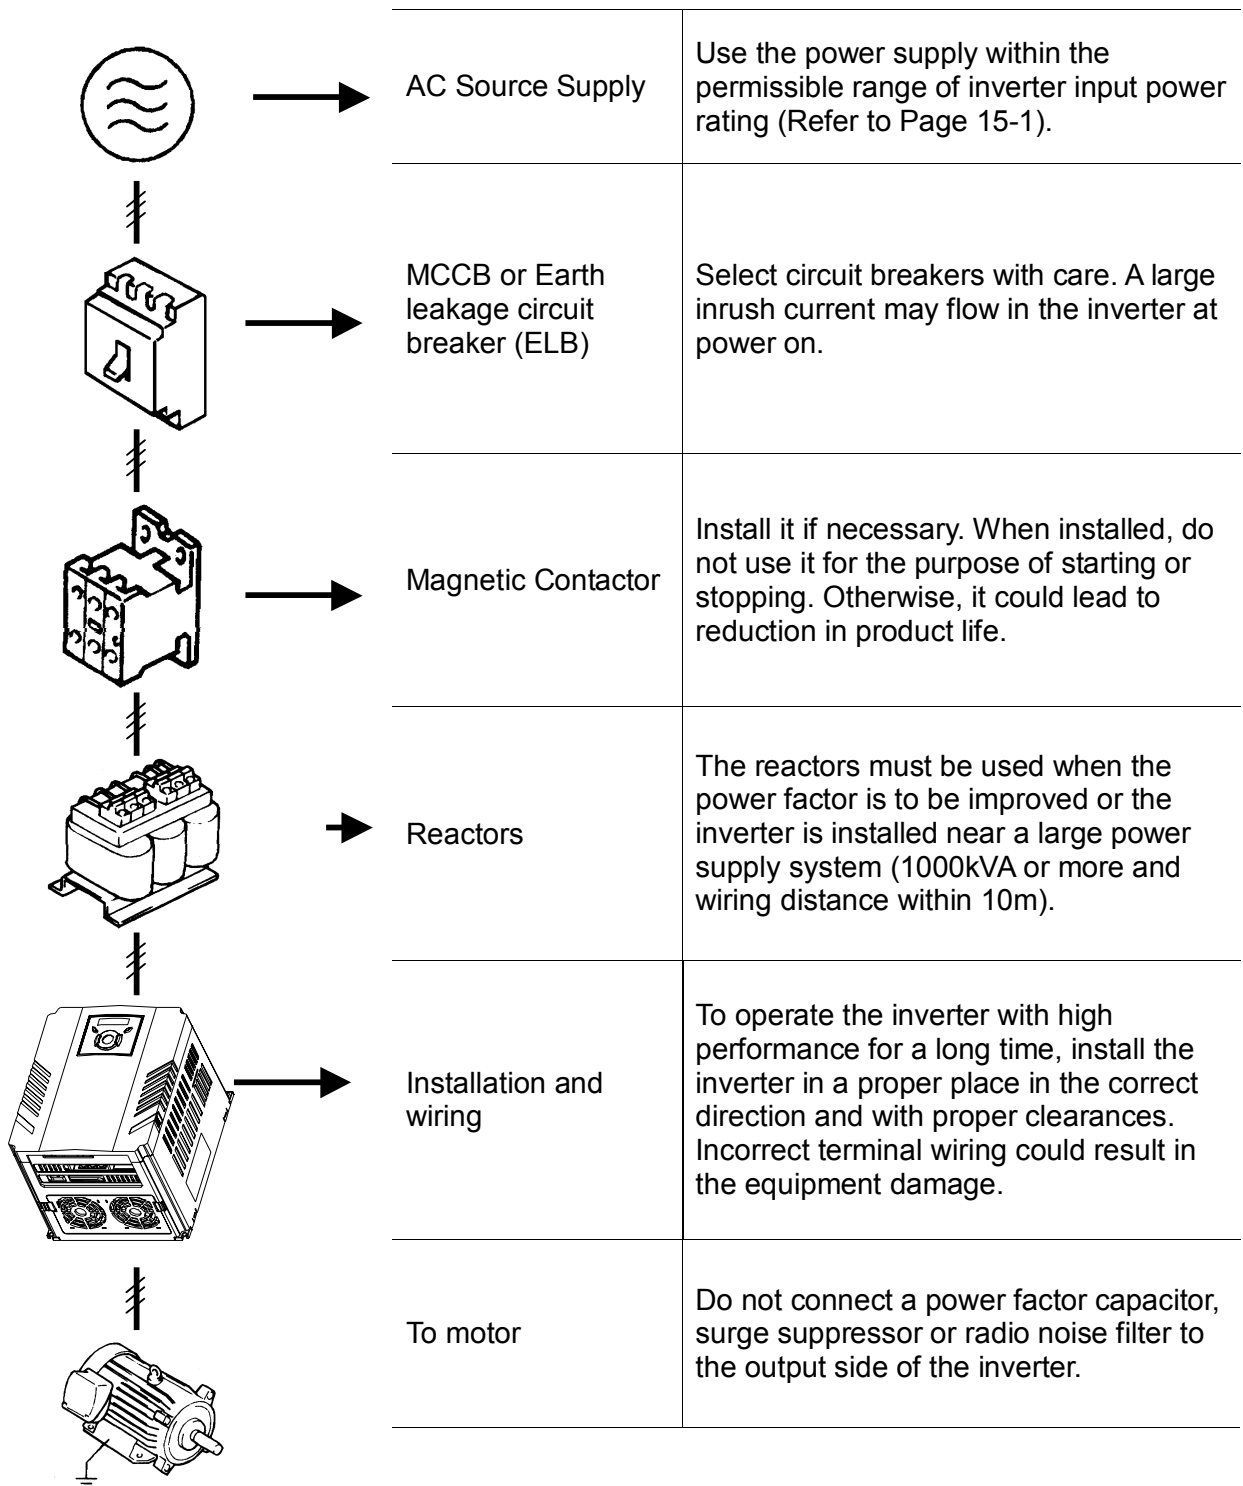 AC Source Supply
Use the power supply within the
permissible range of inverter input power
rating (Refer to Page 15-1).
MCCB or Earth
leakage circuit
breaker (ELB)
Select circuit breakers with care. A large
inrush current may flow in the inverter at
power on.
Magnetic Contactor
Install it if necessary. When installed, do
not use it for the purpose of starting or
stopping. Otherwise, it could lead to
reduction in product life.
Reactors
The reactors must be used when the
power factor is to be improved or the
inverter is installed near a large power
supply system (1000kVA or more and
wiring distance within 10m).
Installation and
wiring
To operate the inverter with high
performance for a long time, install the
inverter in a proper place in the correct
direction and with proper clearances.
Incorrect terminal wiring could result in
the equipment damage.
To motor
Do not connect a power factor capacitor,
surge suppressor or radio noise filter to
the output side of the inverter.